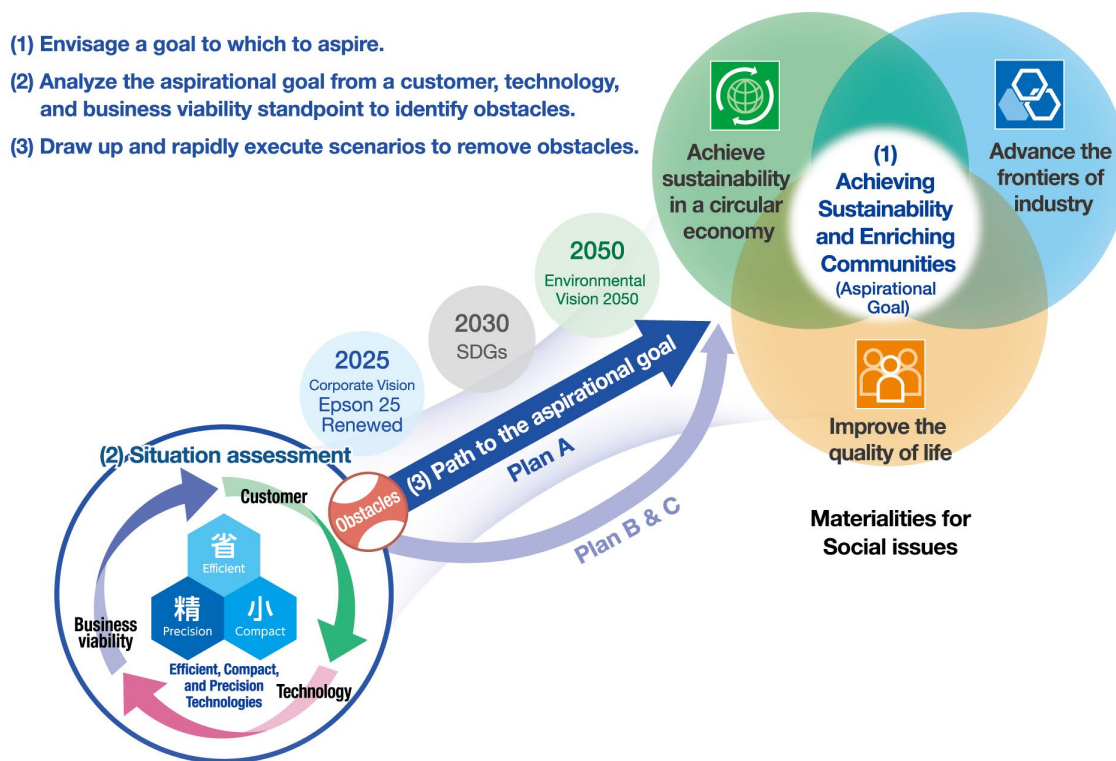 (1) Envisage a goal to which to aspire.
(2) Analyze the aspirational goal from a customer, technology,
and business viability standpoint to identify obstacles.
(3) Draw up and rapidly execute scenarios to remove obstacles.
Achieve
sustainability
in a circular
economy
(1)
Achieving
Sustainability
and Enriching
Communities
(Aspirational
Goal)
Advance the
frontiers of
industry
Improve the
quality of life
Materialities for
Social issues
2050
Environmental
Vision 2050
2030
SDGs
2025
Corporate Vision
Epson 25
Renewed
(3) Path to the aspirational goal
Plan A
Plan B & C
Obstacles
(2) Situation assessment
Customer
省
Efficient
精
Precision
小
Compact
Business
viability
Efficient, Compact,
and Precision
Technologies
Technology